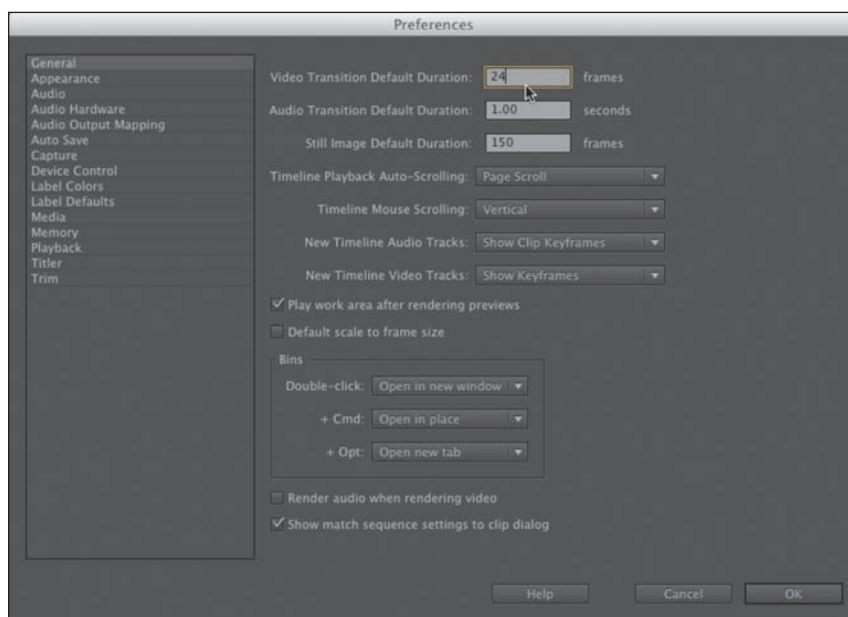 Preferences
General
Appearance
Audio
Audio Hardware
Audio Output Mapping
Auto Save
Capture
Device Control
Label Colors
Label Defaults
Media
Memory
Playback
Titler
Trim
Video Transition Default Duration: 24 frames
Audio Transition Default Duration: 1.00 seconds
Still Image Default Duration: 150 frames
Timeline Playback Auto-Scrolling: Page Scroll
Timeline Mouse Scrolling: Vertical
New Timeline Audio Tracks: Show Clip Keyframes
New Timeline Video Tracks: Show Keyframes
Play work area after rendering previews
Default scale to frame size
Bins
Double-click: Open in new window
+ Cmd: Open in place
+ Opt: Open new tab
Render audio when rendering video
Show match sequence settings to clip dialog
Help Cancel OK